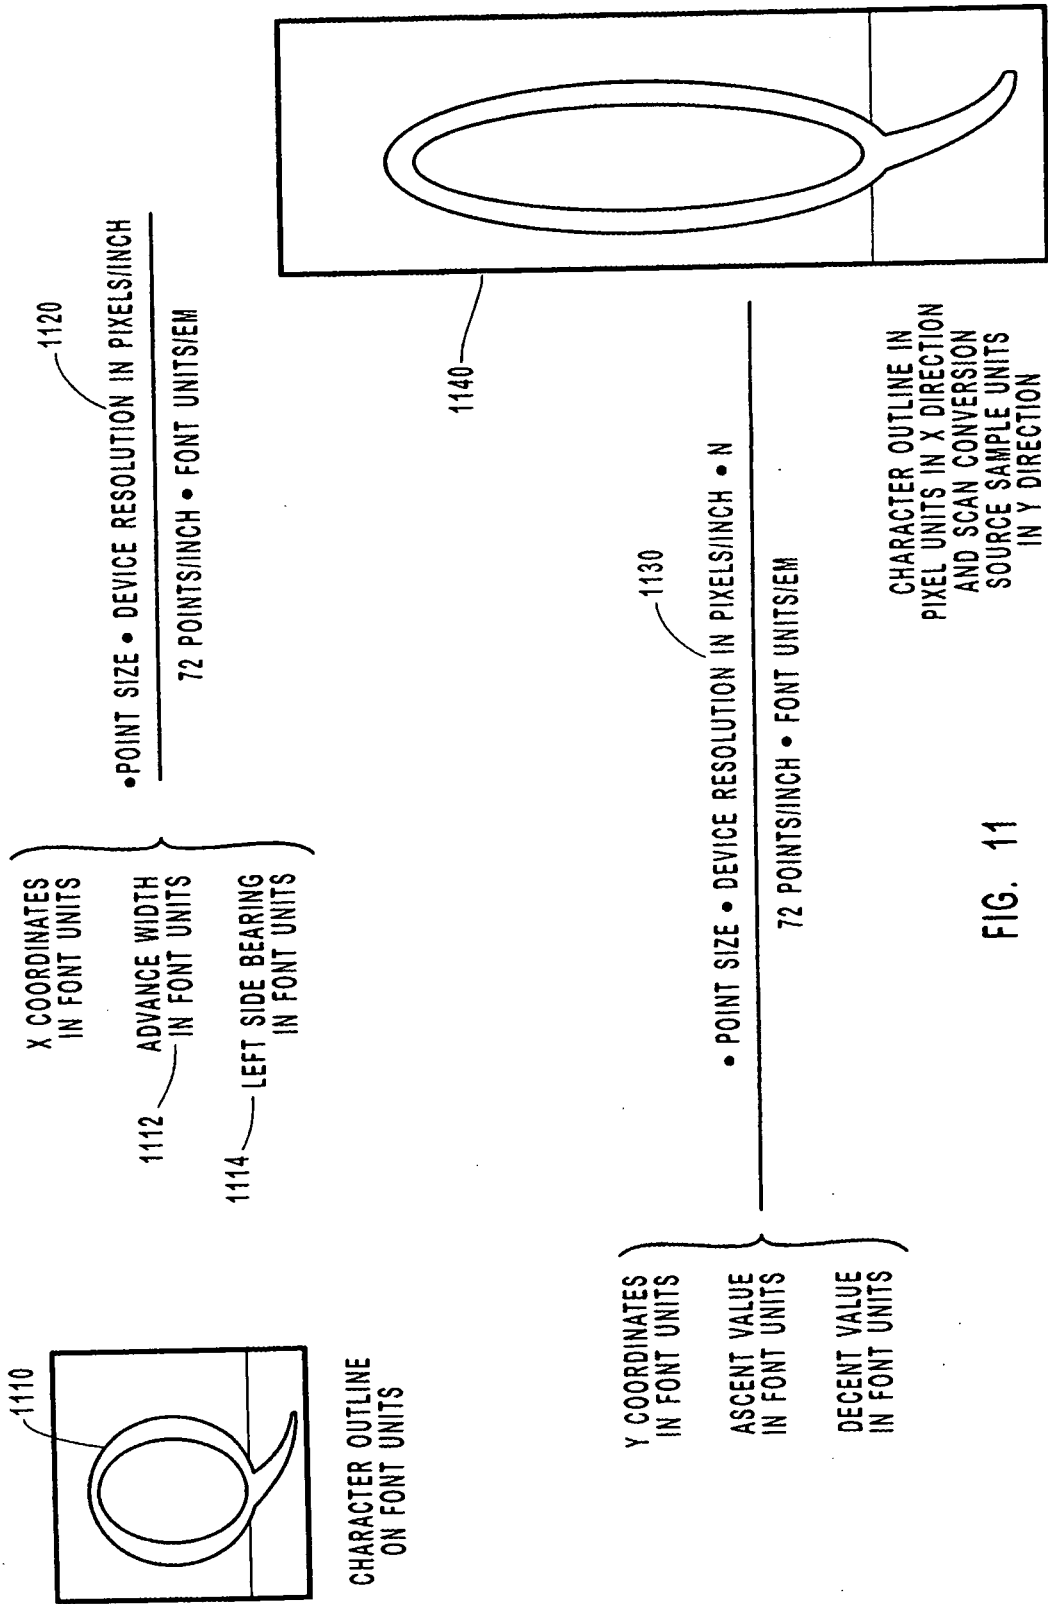 1110
CHARACTER OUTLINE
ON FONT UNITS
X COORDINATES
IN FONT UNITS
1112
ADVANCE WIDTH
IN FONT UNITS
1114
LEFT SIDE BEARING
IN FONT UNITS
1120
•POINT SIZE • DEVICE RESOLUTION IN PIXELS/INCH
72 POINTS/INCH • FONT UNITS/EM
Y COORDINATES
IN FONT UNITS
ASCENT VALUE
IN FONT UNITS
DECENT VALUE
IN FONT UNITS
1130
• POINT SIZE • DEVICE RESOLUTION IN PIXELS/INCH • N
72 POINTS/INCH • FONT UNITS/EM
1140
CHARACTER OUTLINE IN
PIXEL UNITS IN X DIRECTION
AND SCAN CONVERSION
SOURCE SAMPLE UNITS
IN Y DIRECTION
FIG. 11